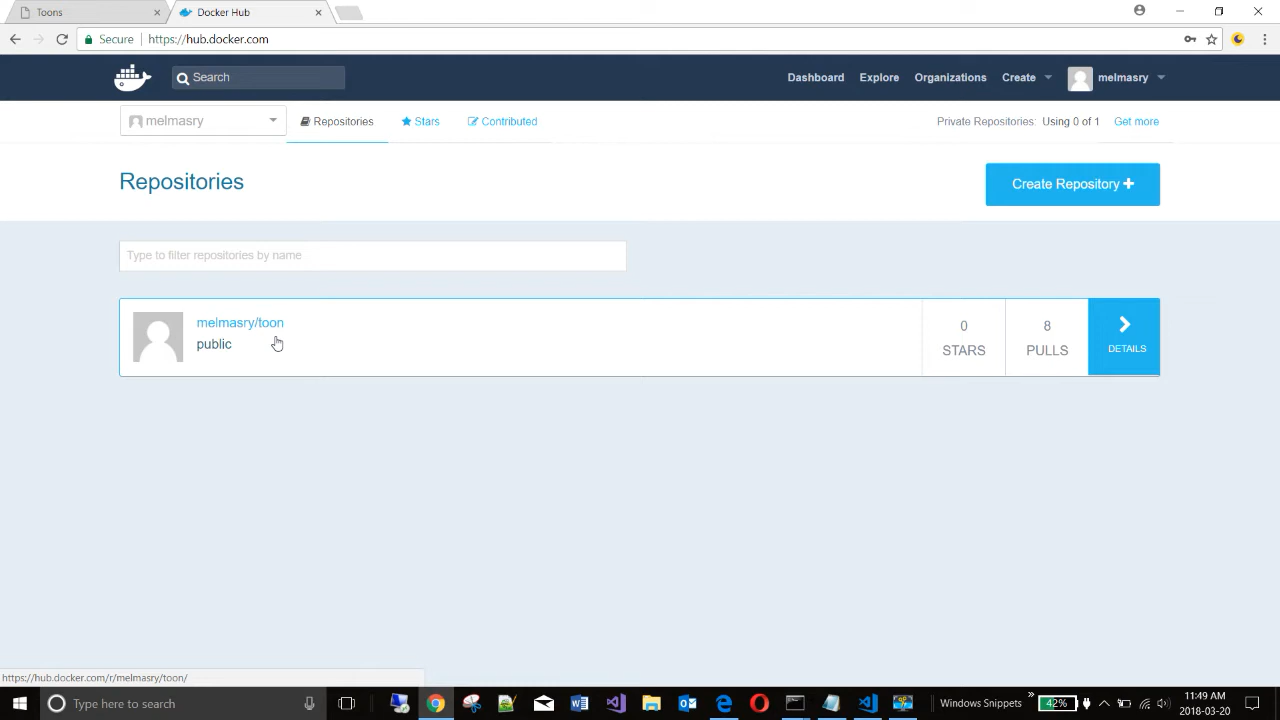 Toons
Docker Hub
Secure
https://hub.docker.com
Search
Dashboard
Explore
Organizations
Create
melmasry
melmasry
Repositories
Stars
Contributed
Private Repositories: Using 0 of 1 Get more
Repositories
Create Repository
Type to filter repositories by name
melmasry/toon
public
0
STARS
8
PULLS
DETAILS
https://hub.docker.com/r/melmasry/toon/
Type here to search
Windows Snippets
42%
11:49 AM
2018-03-20